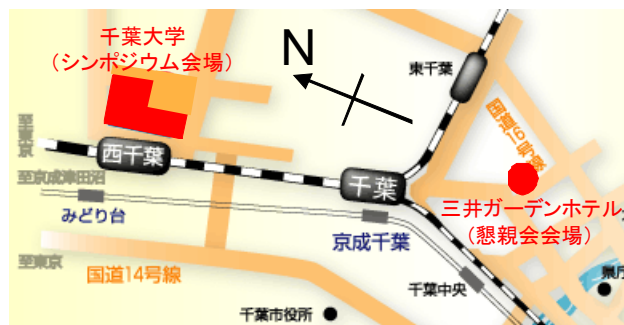 千葉大学
（シンポジウム会場）
N
東千葉
国道16号線
至東京
西千葉
千葉
至京成津田沼
みどり台
京成千葉
三井ガーデンホテル
（懇親会会場）
至東京
国道14号線
千葉中央
県庁
千葉市役所